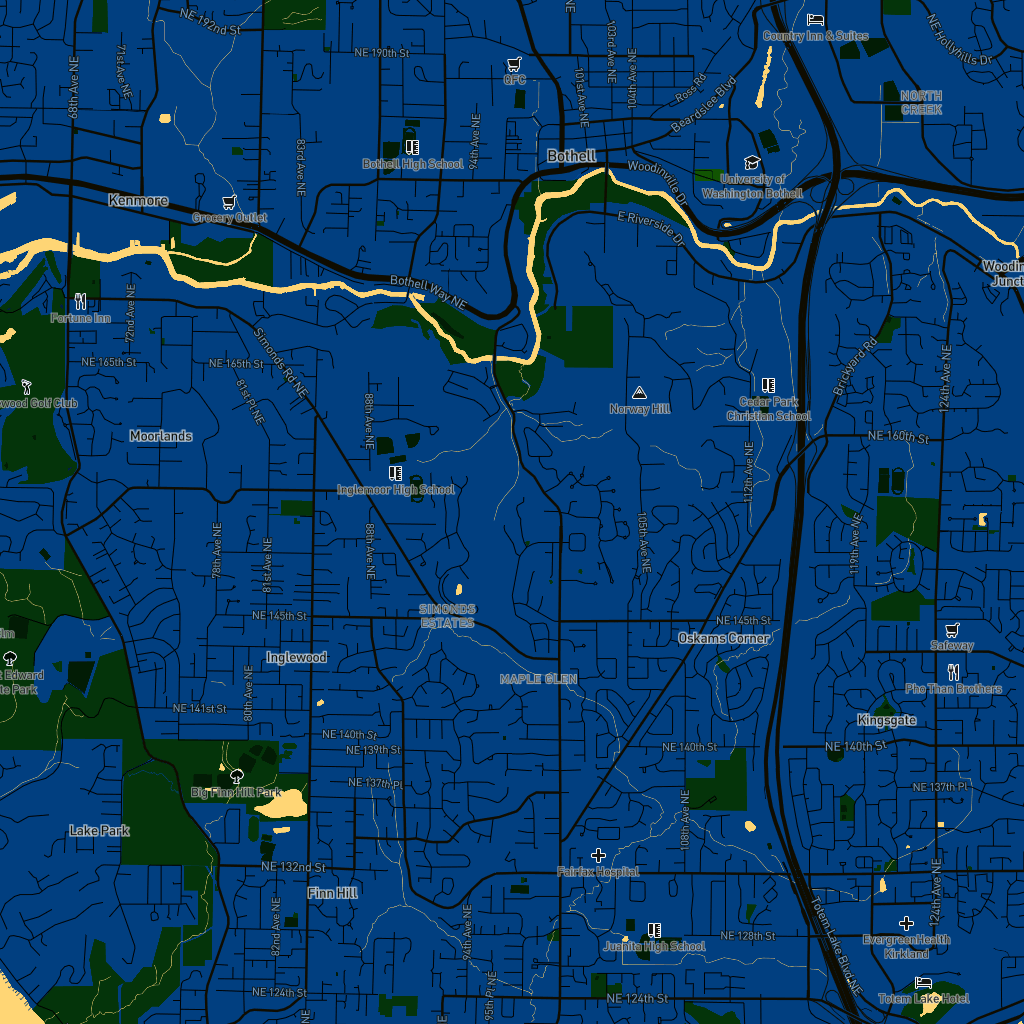 NE 192nd St
NE 190th St
71st Ave NE
68th Ave NE
QFC
103rd Ave NE
104th Ave NE
101st Ave NE
Ross Rd
Beardslee Blvd
Country Inn & Suites
NE Hollyhills Dr
NORTH
CREEK
83rd Ave NE
94th Ave NE
Bothell High School
Bothell
Woodinville Dr
University of
Washington Bothell
Kenmore
Grocery Outlet
E Riverside Dr
Bothell Way NE
Fortune Inn
72nd Ave NE
Simonds Rd NE
NE 165th St
NE 165th St
81st Pl NE
88th Ave NE
Norway Hill
Cedar Park
Christian School
Brickyard Rd
124th Ave NE
Moorlands
NE 160th St
Inglemoor High School
112th Ave NE
78th Ave NE
81st Ave NE
88th Ave NE
105th Ave NE
119th Ave NE
SIMONDS
ESTATES
NE 145th St
NE 145th St
Oskams Corner
Safeway
Inglewood
MAPLE GLEN
Pho Than Brothers
80th Ave NE
NE 141st St
Kingsgate
NE 140th St
NE 139th St
NE 140th St
NE 140th St
NE 137th Pl
NE 137th Pl
Big Finn Hill Park
Lake Park
108th Ave NE
NE 132nd St
Fairfax Hospital
Finn Hill
82nd Ave NE
94th Ave NE
124th Ave NE
Totem Lake Blvd NE
Juanita High School
NE 128th St
EvergreenHealth
Kirkland
NE 124th St
95th Pl NE
NE 124th St
Totem Lake Hotel